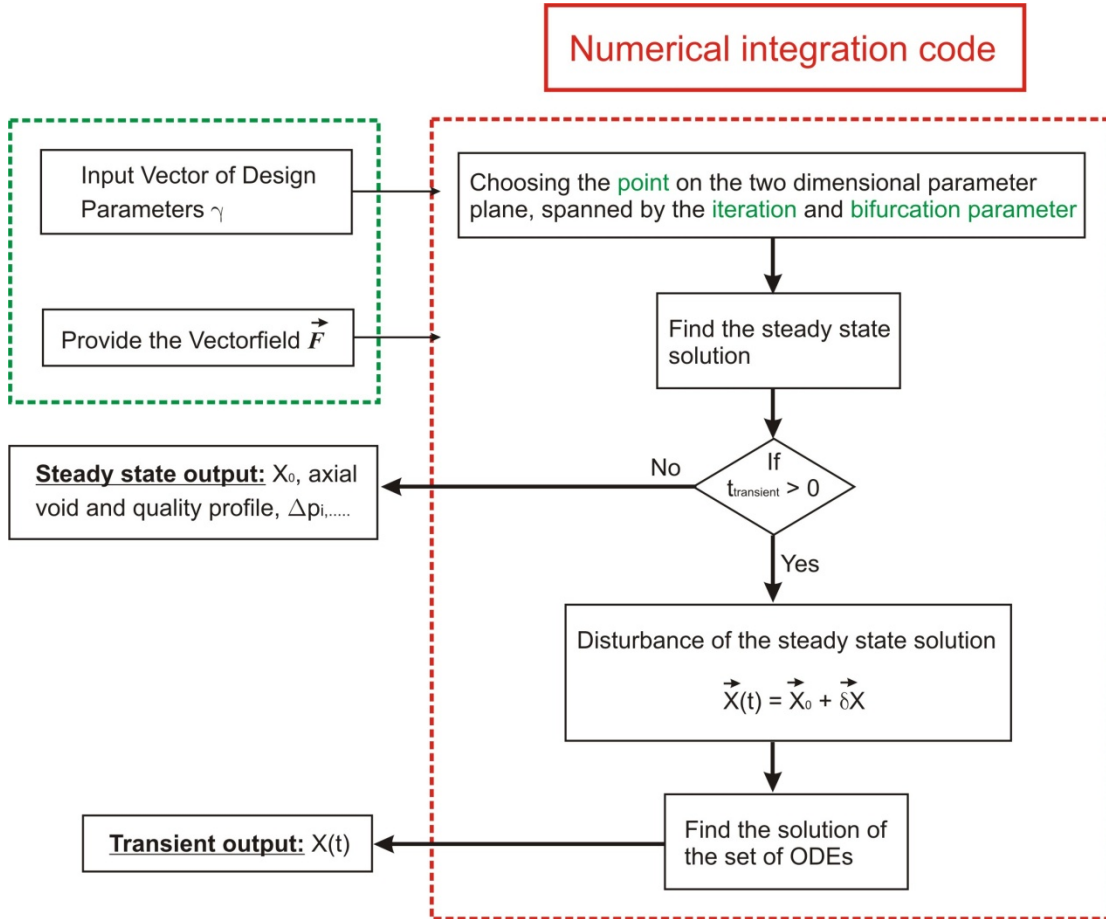 Numerical integration code
Input Vector of Design
Parameters γ
Provide the Vectorfield F⃗
Choosing the point on the two dimensional parameter
plane, spanned by the iteration and bifurcation parameter
Find the steady state
solution
If
t_transient > 0
No
Yes
Steady state output: X₀, axial
void and quality profile, Δpᵢ,.....
Disturbance of the steady state solution
X⃗(t) = X⃗₀ + δ⃗X
Find the solution of
the set of ODEs
Transient output: X(t)